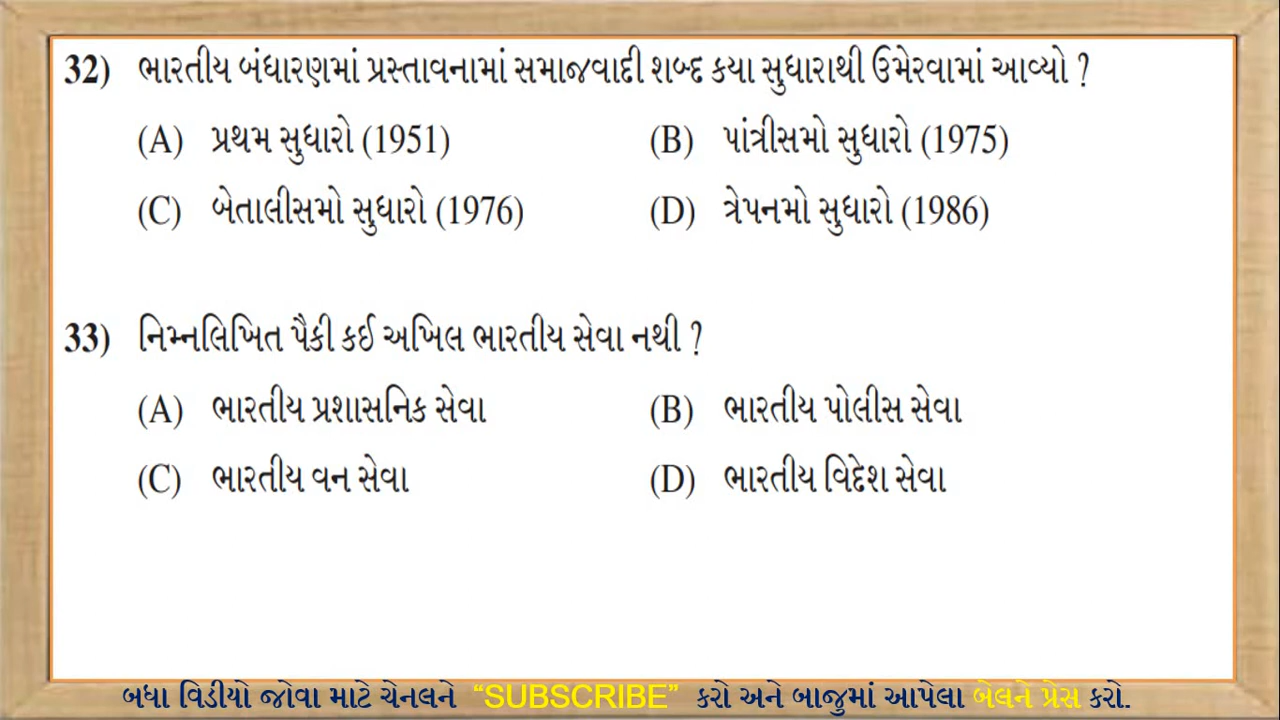 32) ભારતીય બંધારણમાં પ્રસ્તાવનામાં સમાજવાદી શબ્દ કયા સુધારાથી ઉમેરવામાં આવ્યો ?
(A) પ્રથમ સુધારો (1951) (B) પાંત્રીસમો સુધારો (1975)
(C) બેતાલીસમો સુધારો (1976) (D) ત્રેપનમો સુધારો (1986)
33) નિમ્નલિખિત પૈકી કઈ અખિલ ભારતીય સેવા નથી ?
(A) ભારતીય પ્રશાસનિક સેવા (B) ભારતીય પોલીસ સેવા
(C) ભારતીય વન સેવા (D) ભારતીય વિદેશ સેવા
બધા વિડીયો જોવા માટે ચેનલને “SUBSCRIBE” કરો અને બાજુમાં આપેલા બેલને પ્રેસ કરો.